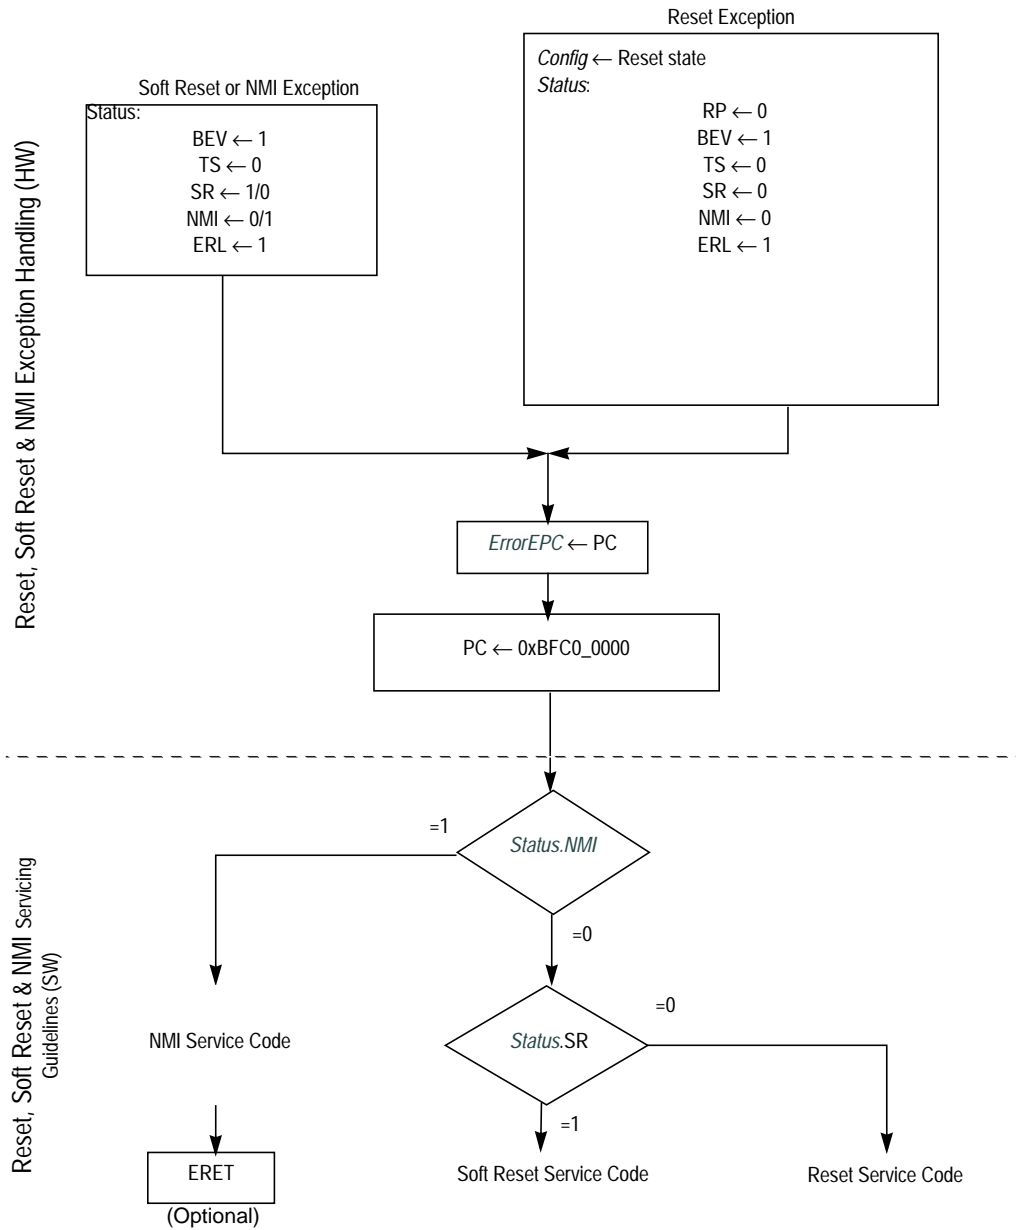 Reset Exception
Config ← Reset state
Status:
RP ← 0
BEV ← 1
TS ← 0
SR ← 0
NMI ← 0
ERL ← 1
Soft Reset or NMI Exception
Status:
BEV ← 1
TS ← 0
SR ← 1/0
NMI ← 0/1
ERL ← 1
Reset, Soft Reset & NMI Exception Handling (HW)
ErrorEPC ← PC
PC ← 0xBFC0_0000
Reset, Soft Reset & NMI Servicing
Guidelines (SW)
=1
Status.NMI
=0
NMI Service Code
Status.SR
=0
=1
ERET
(Optional)
Soft Reset Service Code
Reset Service Code